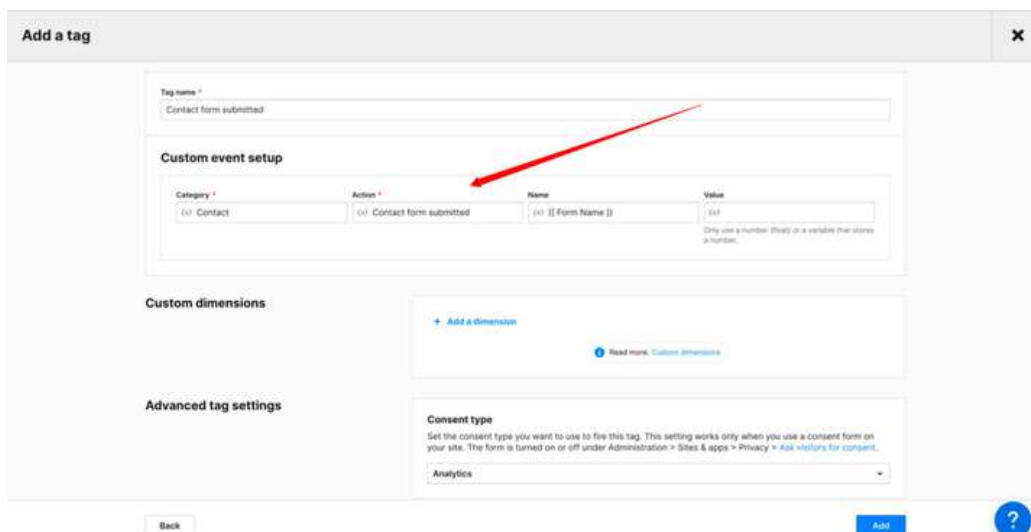 Add a tag
Tag name *
Contact form submitted
Custom event setup
Category *
Action *
Name
Value
(x) Contact
(x) Contact form submitted
(x) {{ Form Name }}
(x)
Only use a number (float) or a variable that stores
a number.
Custom dimensions
+ Add a dimension
Read more: Custom dimensions
Advanced tag settings
Consent type
Set the consent type you want to use to fire this tag. This setting works only when you use a consent form on
your site. The form is turned on or off under Administration > Sites & apps > Privacy > Ask visitors for consent.
Analytics
Back
Add
?